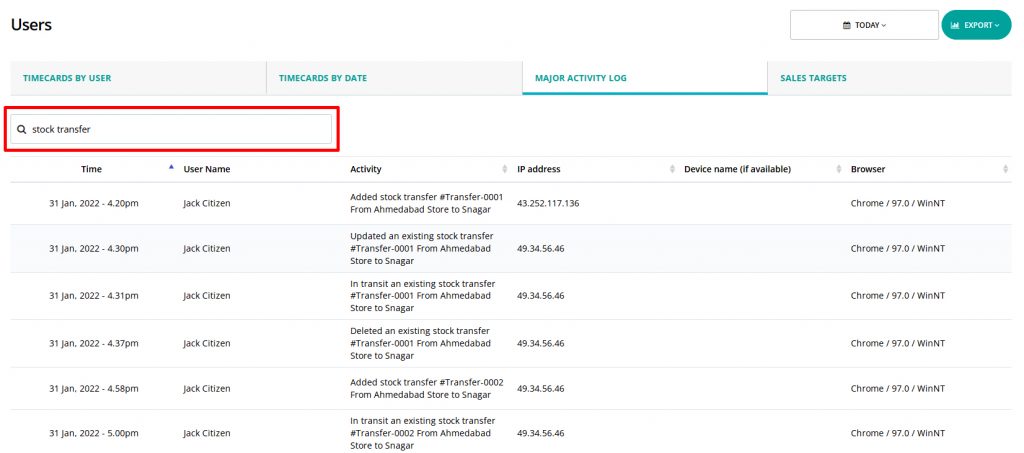 Users
TODAY
EXPORT
TIMECARDS BY USER TIMECARDS BY DATE MAJOR ACTIVITY LOG SALES TARGETS
stock transfer
Time User Name Activity IP address Device name (if available) Browser
31 Jan, 2022 - 4.20pm Jack Citizen Added stock transfer #Transfer-0001 43.252.117.136 Chrome / 97.0 / WinNT
From Ahmedabad Store to Snagar
Updated an existing stock transfer
31 Jan, 2022 - 4.30pm Jack Citizen #Transfer-0001 From Ahmedabad 49.34.56.46 Chrome / 97.0 / WinNT
Store to Snagar
In transit an existing stock transfer
31 Jan, 2022 - 4.31pm Jack Citizen #Transfer-0001 From Ahmedabad 49.34.56.46 Chrome / 97.0 / WinNT
Store to Snagar
Deleted an existing stock transfer
31 Jan, 2022 - 4.37pm Jack Citizen #Transfer-0001 From Ahmedabad 49.34.56.46 Chrome / 97.0 / WinNT
Store to Snagar
31 Jan, 2022 - 4.58pm Jack Citizen Added stock transfer #Transfer-0002 49.34.56.46 Chrome / 97.0 / WinNT
From Ahmedabad Store to Snagar
In transit an existing stock transfer
31 Jan, 2022 - 5.00pm Jack Citizen #Transfer-0002 From Ahmedabad 49.34.56.46 Chrome / 97.0 / WinNT
Store to Snagar